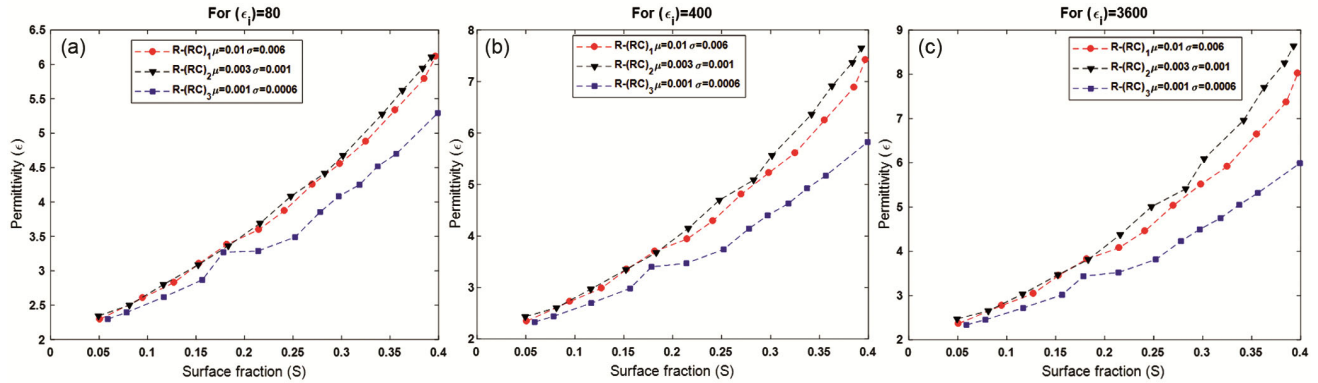 For (ϵi)=80
(a)
R-(RC)1 μ=0.01 σ=0.006
R-(RC)2 μ=0.003 σ=0.001
R-(RC)3 μ=0.001 σ=0.0006
Permittivity (ϵ)
6.5
6
5.5
5
4.5
4
3.5
3
2.5
2
0
0.05
0.1
0.15
0.2
0.25
0.3
0.35
0.4
Surface fraction (S)
For (ϵi)=400
(b)
R-(RC)1 μ=0.01 σ=0.006
R-(RC)2 μ=0.003 σ=0.001
R-(RC)3 μ=0.001 σ=0.0006
Permittivity (ϵ)
8
7
6
5
4
3
2
0
0.05
0.1
0.15
0.2
0.25
0.3
0.35
0.4
Surface fraction (S)
For (ϵi)=3600
(c)
R-(RC)1 μ=0.01 σ=0.006
R-(RC)2 μ=0.003 σ=0.001
R-(RC)3 μ=0.001 σ=0.0006
Permittivity (ϵ)
9
8
7
6
5
4
3
2
0
0.05
0.1
0.15
0.2
0.25
0.3
0.35
0.4
Surface fraction (S)